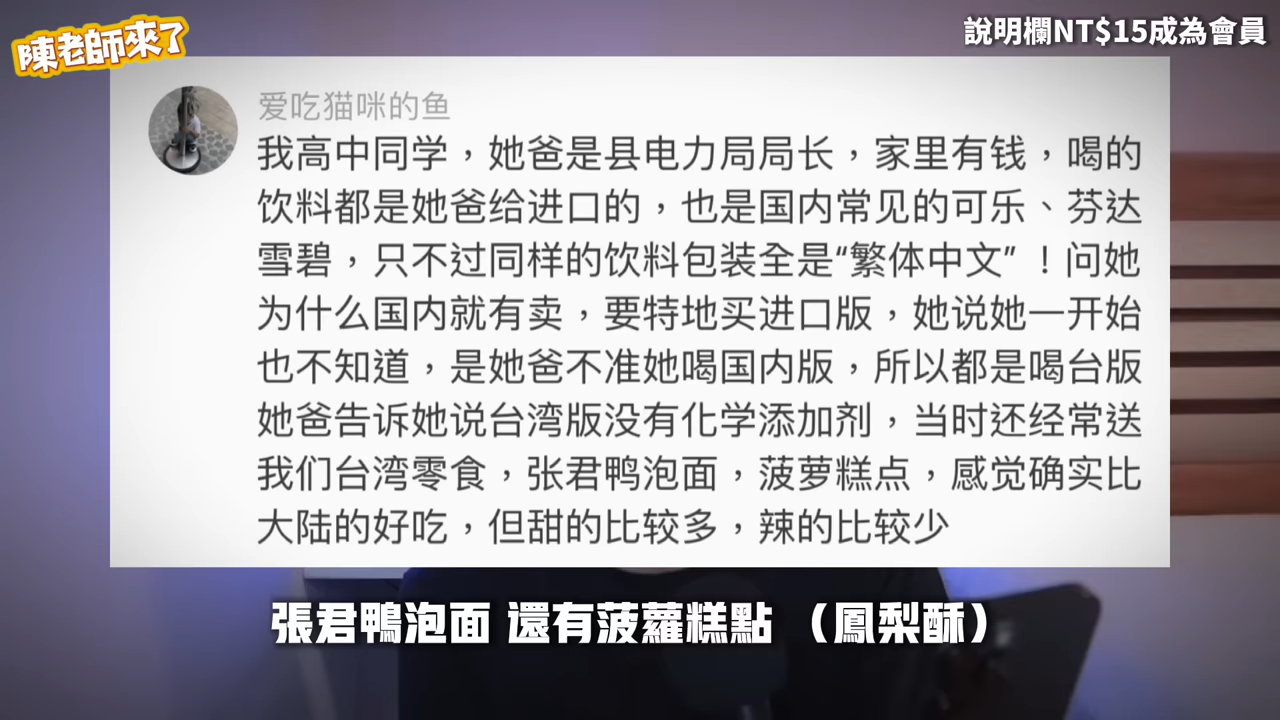 陳老師來了
說明欄NT$15成為會員
爱吃猫咪的鱼
我高中同学，她爸是县电力局局长，家里有钱，喝的
饮料都是她爸给进口的，也是国内常见的可乐、芬达
雪碧，只不过同样的饮料包装全是“繁体中文”！问她
为什么国内就有卖，要特地买进口版，她说她一开始
也不知道，是她爸不准她喝国内版，所以都是喝台版
她爸告诉她说台湾版没有化学添加剂，当时还经常送
我们台湾零食，张君鸭泡面，菠萝糕点，感觉确实比
大陆的好吃，但甜的比较多，辣的比较少
張君鴨泡面 還有菠蘿糕點 （鳳梨酥）